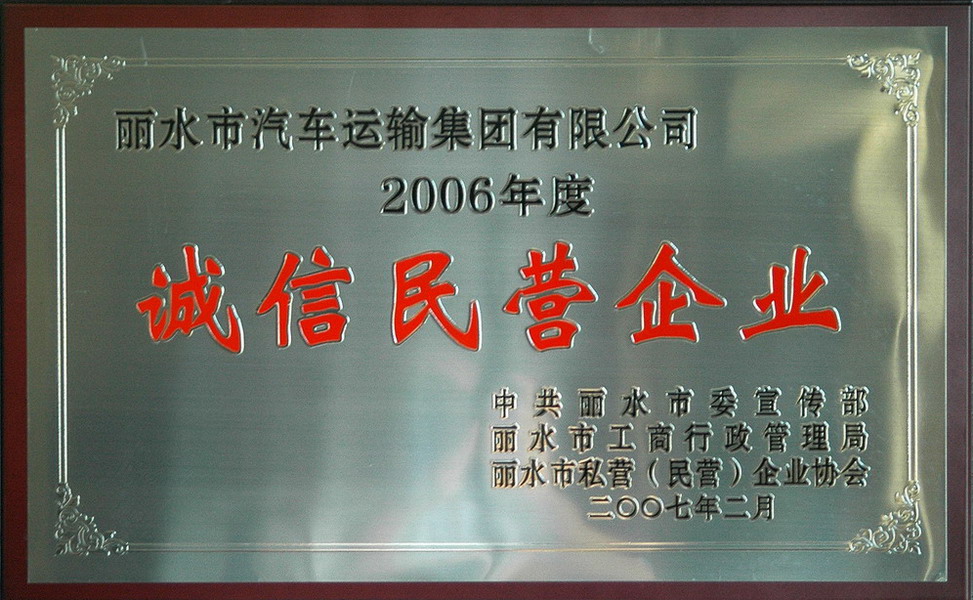 丽水市汽车运输集团有限公司
2006年度
诚信民营企业
中共丽水市委宣传部
丽水市工商行政管理局
丽水市私营（民营）企业协会
二〇〇七年二月